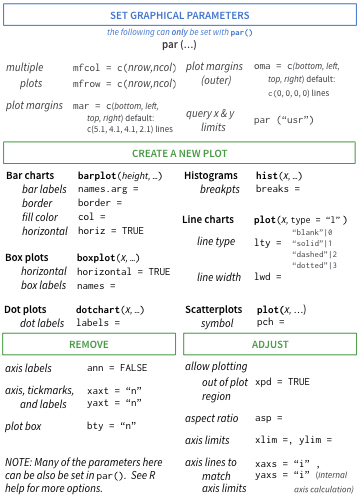 SET GRAPHICAL PARAMETERS
the following can only be set with par()
par (…)
multiple plots
mfcol = c(nrow,ncol)
mfrow = c(nrow,ncol)
plot margins
mar = c(bottom, left,
top, right) default:
c(5.1, 4.1, 4.1, 2.1) lines
plot margins (outer)
oma = c(bottom, left,
top, right) default:
c(0, 0, 0, 0) lines
query x & y limits
par ("usr")
CREATE A NEW PLOT
Bar charts barplot(height, …)
bar labels names.arg =
border border =
fill color col =
horizontal horiz = TRUE
Box plots boxplot(X, …)
horizontal horizontal = TRUE
box labels names =
Dot plots dotchart(X, …)
dot labels labels =
Histograms hist(X, …)
breakpts breaks =
Line charts plot(X, type = "l")
line type lty =
"blank"|0
"solid"|1
"dashed"|2
"dotted"|3
line width lwd =
Scatterplots plot(X, …)
symbol pch =
REMOVE
axis labels ann = FALSE
axis, tickmarks, and labels
xaxt = "n"
yaxt = "n"
plot box bty = "n"
NOTE: Many of the parameters here
can also be set in par(). See R
help for more options.
ADJUST
allow plotting
out of plot xpd = TRUE
region
aspect ratio asp =
axis limits xlim =, ylim =
axis lines to xaxs = "i" ,
match yaxs = "i" (internal
axis limits axis calculation)